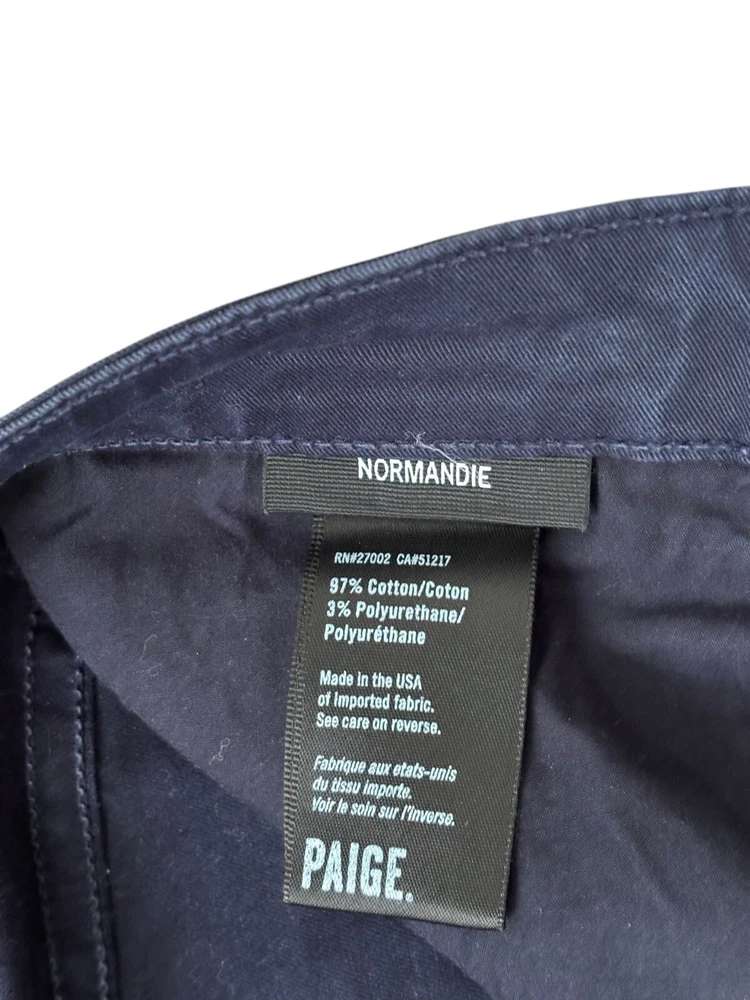 NORMANDIE
RN#27002 CA#51217
97% Cotton/Coton
3% Polyurethane/
Polyuréthane
Made in the USA
of Imported fabric.
See care on reverse.
Fabrique aux etats-unis
du tissu importe.
Voir le soin sur l'inverse.
PAIGE.